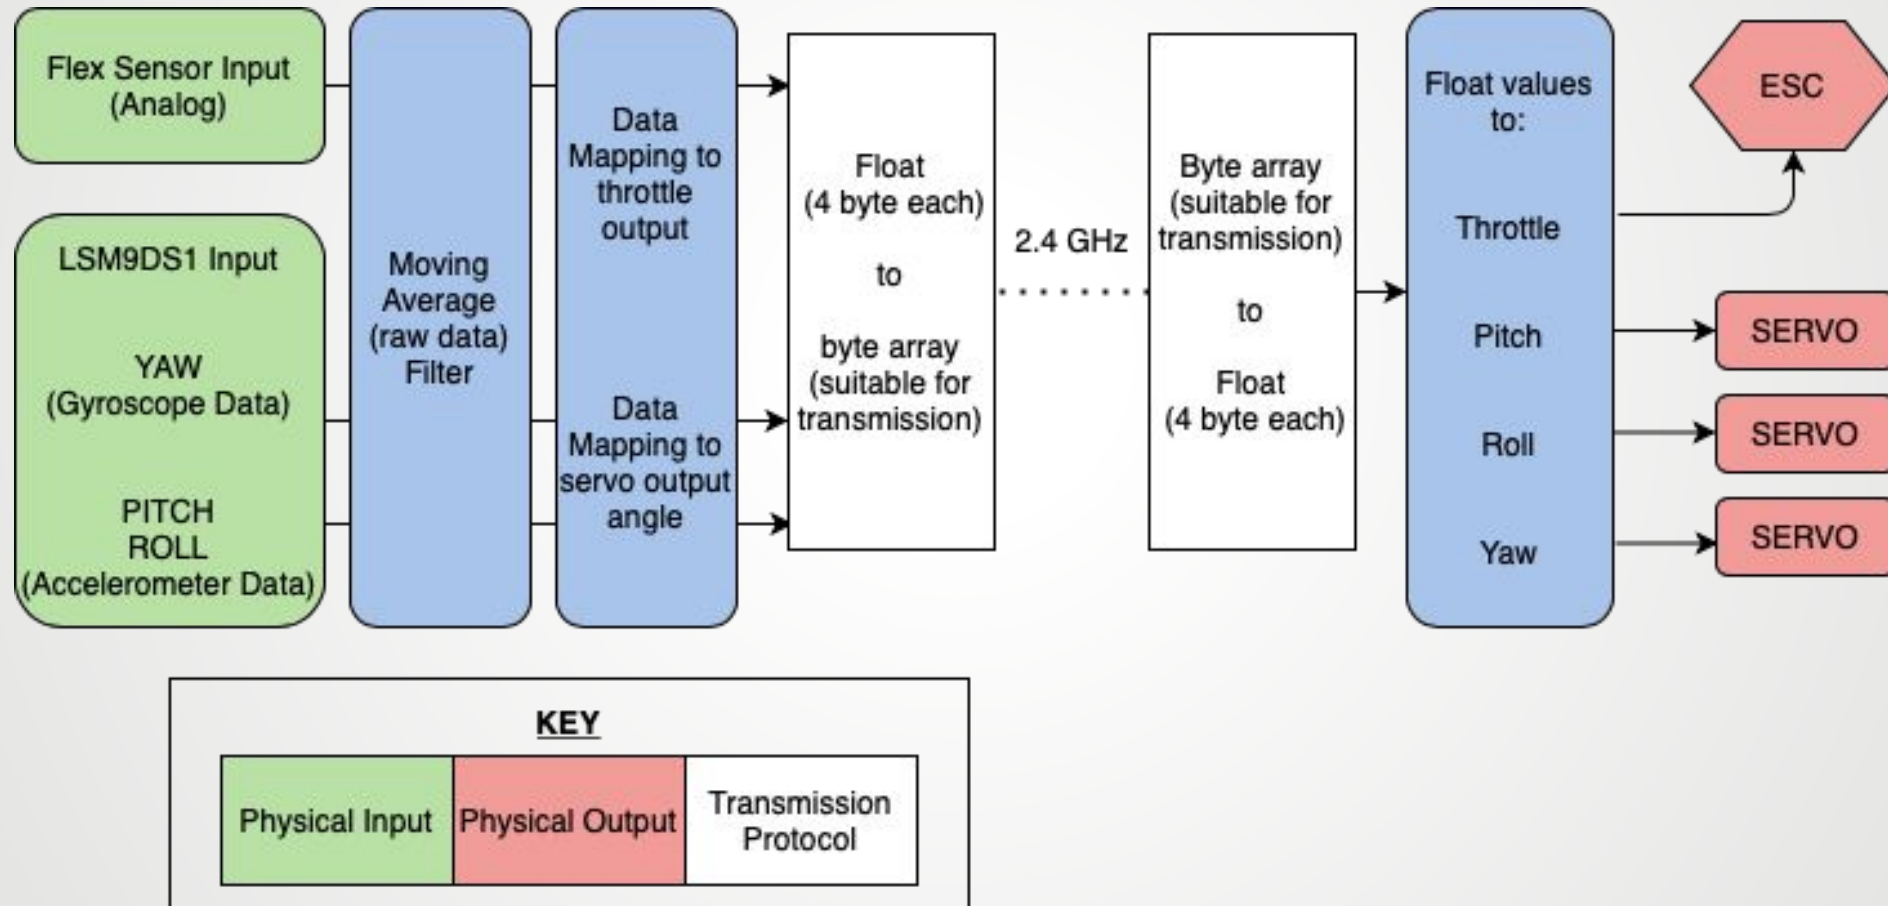 Flex Sensor Input
(Analog)
LSM9DS1 Input
YAW
(Gyroscope Data)
PITCH
ROLL
(Accelerometer Data)
Moving
Average
(raw data)
Filter
Data
Mapping to
throttle
output
Data
Mapping to
servo output
angle
Float
(4 byte each)
to
byte array
(suitable for
transmission)
2.4 GHz
Byte array
(suitable for
transmission)
to
Float
(4 byte each)
Float values
to:
Throttle
Pitch
Roll
Yaw
ESC
SERVO
SERVO
SERVO
KEY
Physical Input
Physical Output
Transmission
Protocol